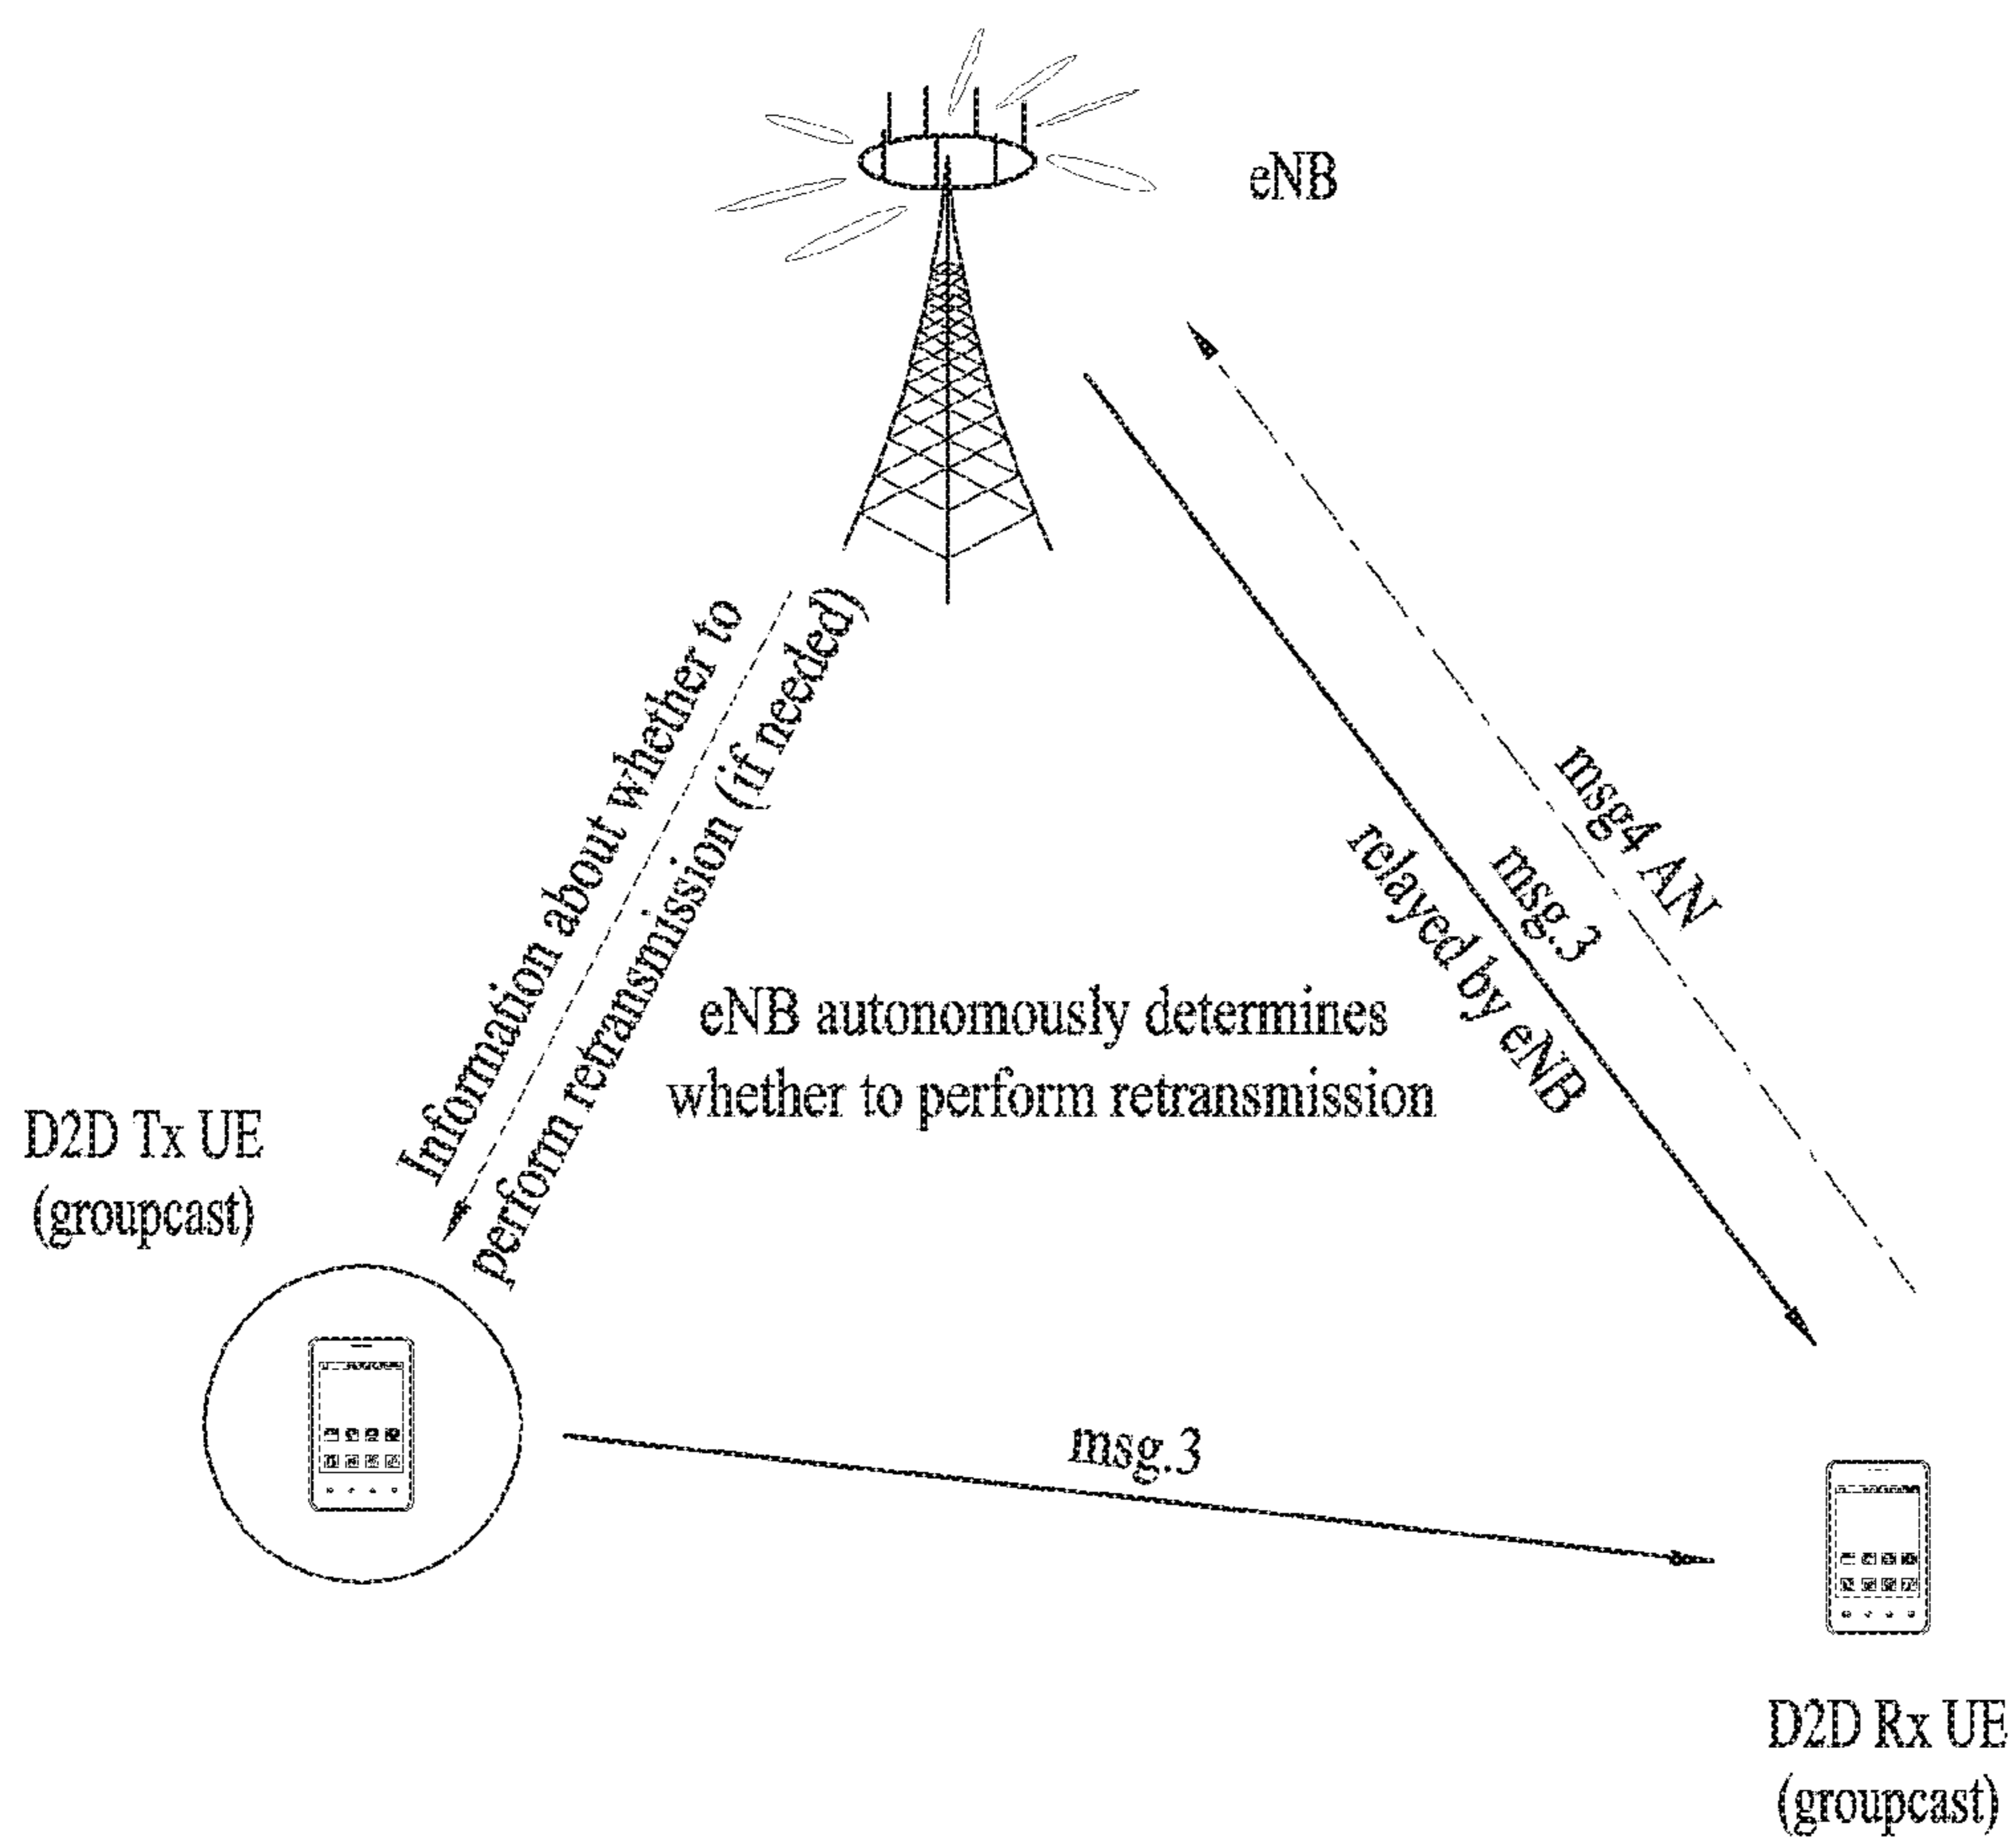 eNB
Information about whether to
perform retransmission (if needed)
msg4 AN
msg.3
relayed by eNB
eNB autonomously determines
whether to perform retransmission
D2D Tx UE
(groupcast)
msg.3
D2D Rx UE
(groupcast)